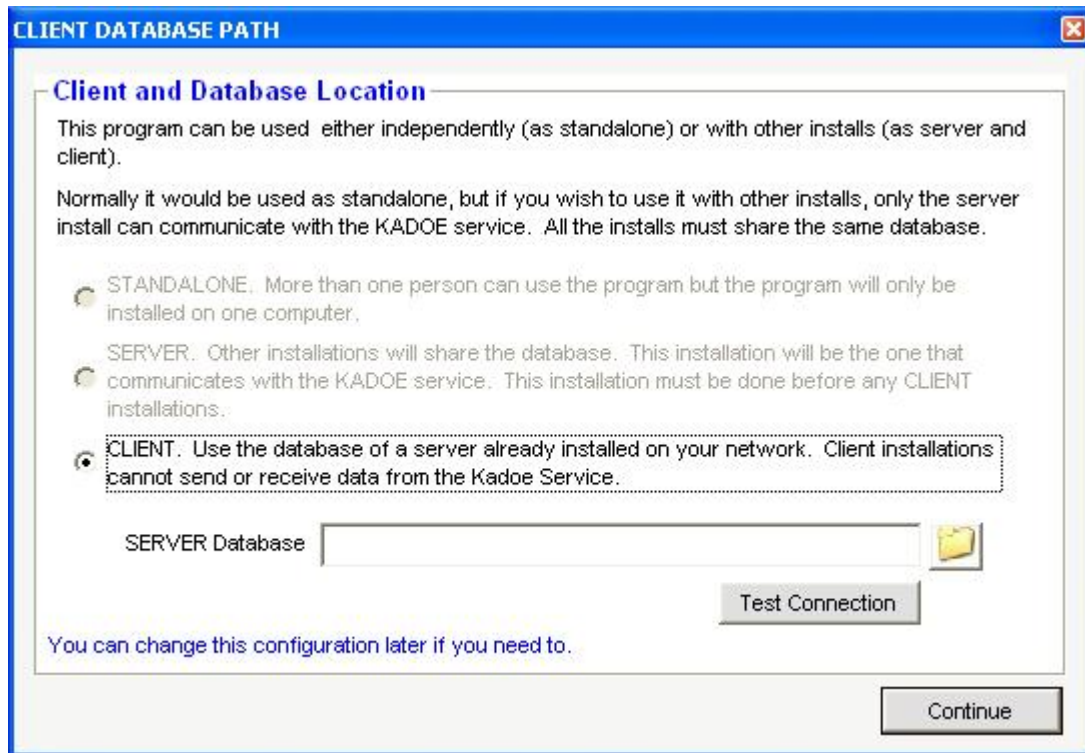 CLIENT DATABASE PATH
Client and Database Location
This program can be used either independently (as standalone) or with other installs (as server and
client).
Normally it would be used as standalone, but if you wish to use it with other installs, only the server
install can communicate with the KADOE service. All the installs must share the same database.
STANDALONE. More than one person can use the program but the program will only be
installed on one computer.
SERVER. Other installations will share the database. This installation will be the one that
communicates with the KADOE service. This installation must be done before any CLIENT
installations.
CLIENT. Use the database of a server already installed on your network. Client installations
cannot send or receive data from the Kadoe Service.
SERVER Database
Test Connection
You can change this configuration later if you need to.
Continue